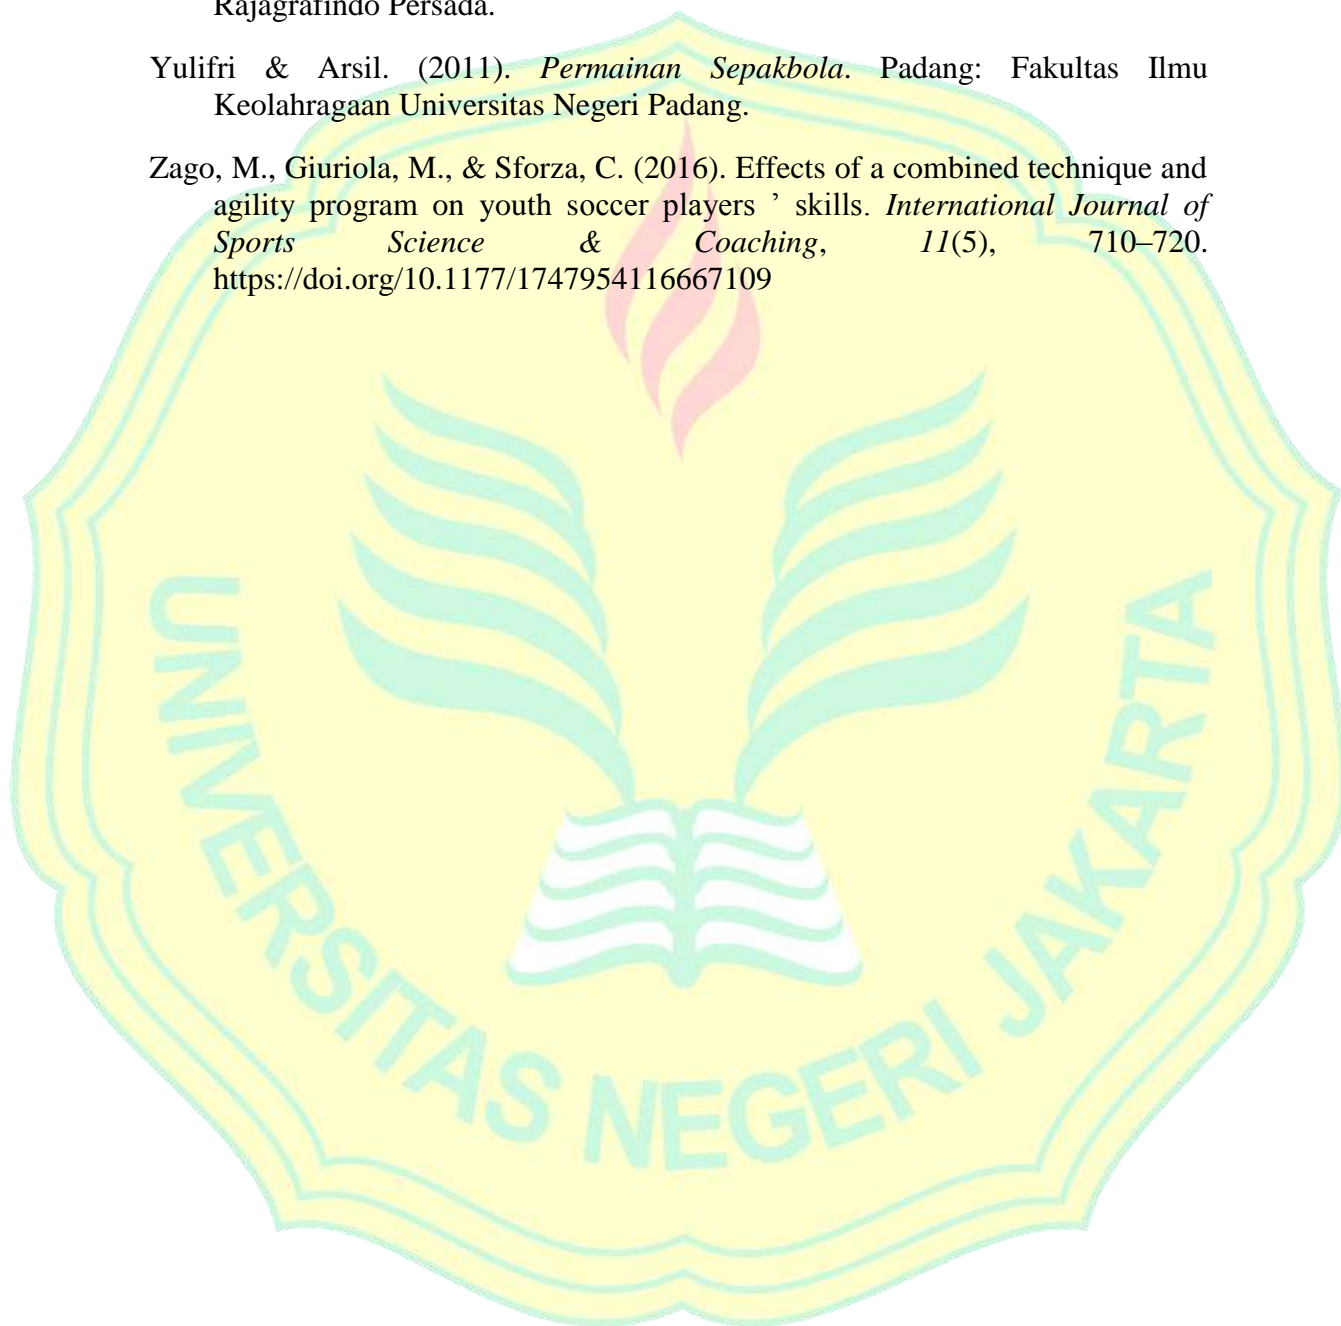 Rajagrafindo Persada.
Yulifri & Arsil. (2011). Permainan Sepakbola. Padang: Fakultas Ilmu
Keolahragaan Universitas Negeri Padang.
Zago, M., Giuriola, M., & Sforza, C. (2016). Effects of a combined technique and
agility program on youth soccer players ’ skills. International Journal of
Sports Science & Coaching, 11(5), 710–720.
https://doi.org/10.1177/1747954116667109
UNIVERSITAS NEGERI JAKARTA